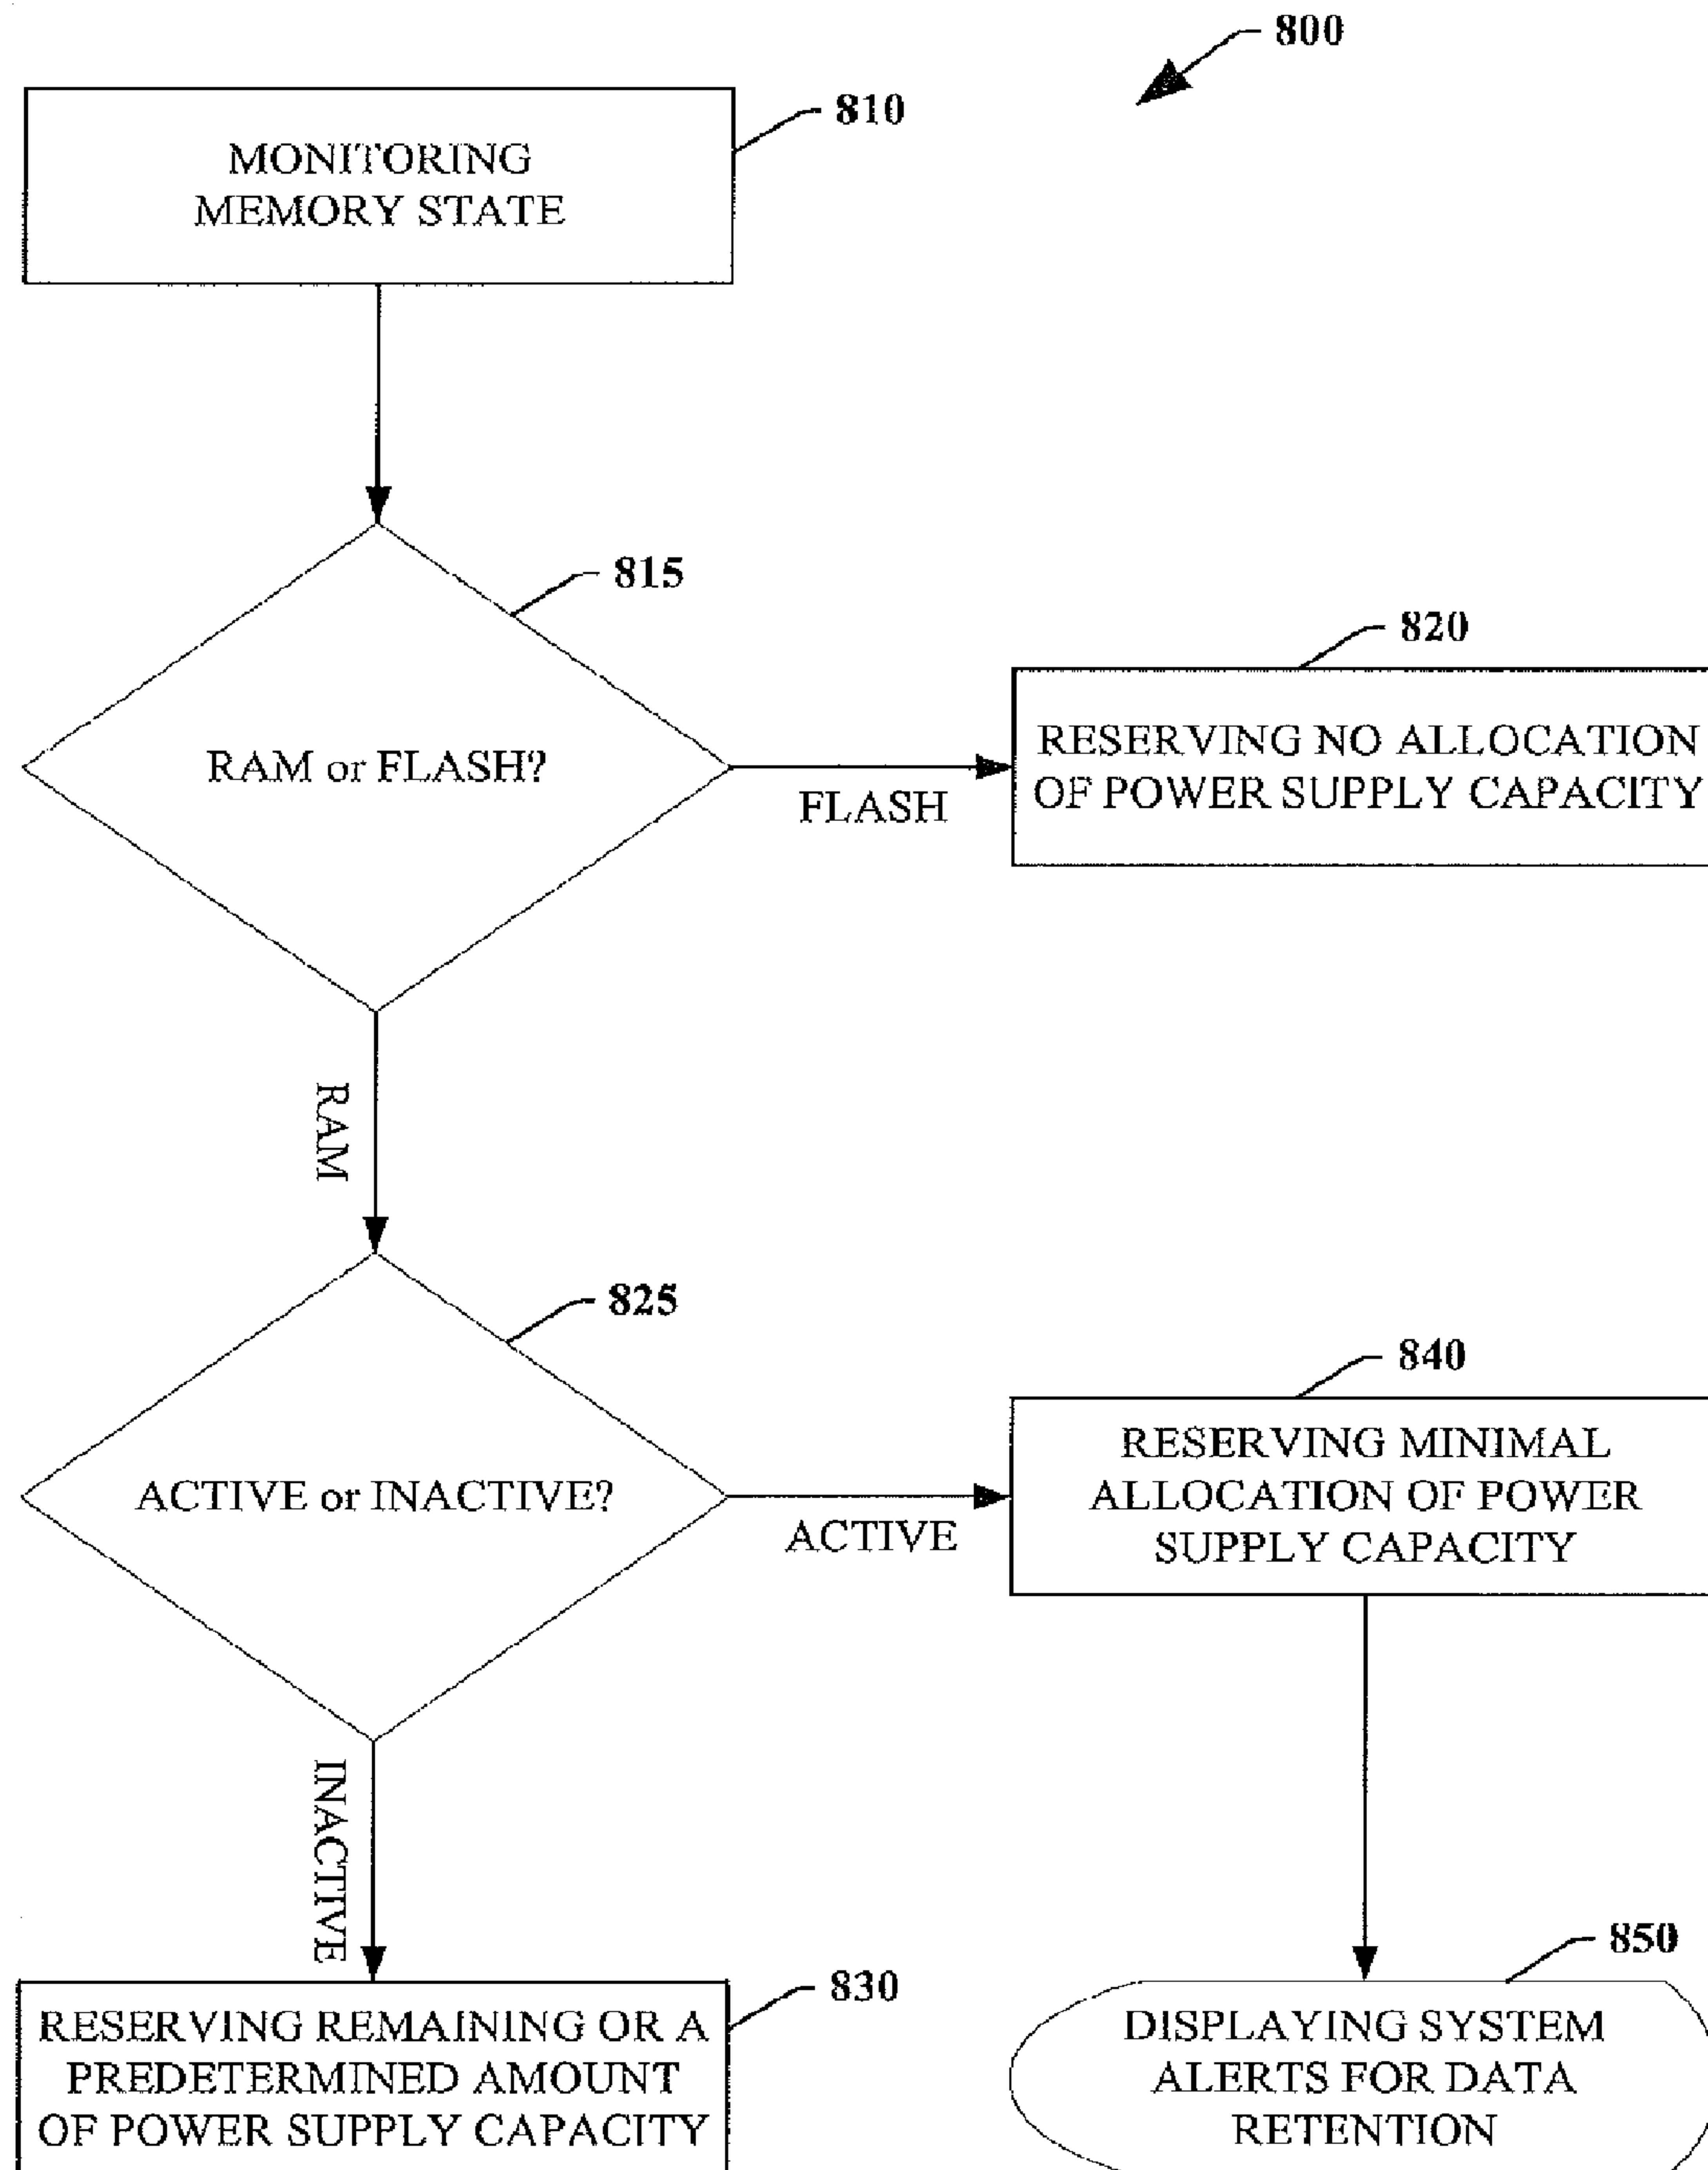 800
810
MONITORING
MEMORY STATE
815
RAM or FLASH?
FLASH
820
RESERVING NO ALLOCATION
OF POWER SUPPLY CAPACITY
RAM
825
ACTIVE or INACTIVE?
ACTIVE
840
RESERVING MINIMAL
ALLOCATION OF POWER
SUPPLY CAPACITY
INACTIVE
830
RESERVING REMAINING OR A
PREDETERMINED AMOUNT
OF POWER SUPPLY CAPACITY
850
DISPLAYING SYSTEM
ALERTS FOR DATA
RETENTION